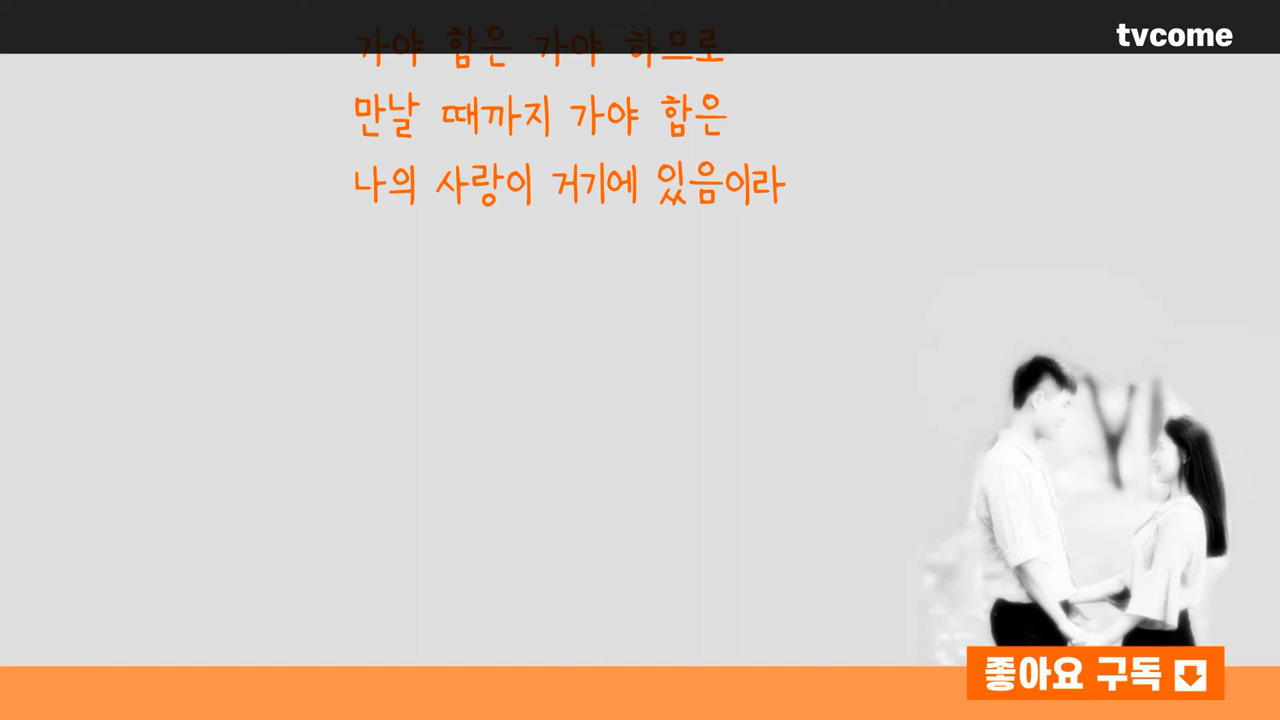 tvcome
가야 함은 가야 하므로
만날 때까지 가야 함은
나의 사랑이 거기에 있음이라
좋아요 구독